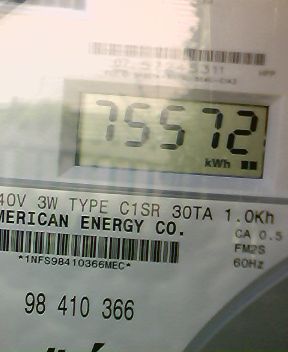 75572
kWh
40V 3W TYPE C1SR 30TA 1.0Kh
MERICAN ENERGY CO.
CA 0.5
FM2S
*1NFS98410366MEC*
60Hz
98 410 366